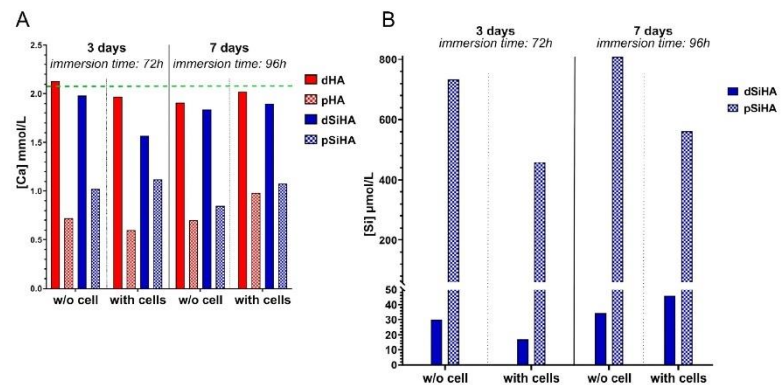 A
3 days
7 days
immersion time: 72h
immersion time: 96h
2.5
2.0
1.5
1.0
0.5
0.0
[Ca] mmol/L
w/o cell
with cells
w/o cell
with cells
dHA
pHA
dSiHA
pSiHA
B
3 days
7 days
immersion time: 72h
immersion time: 96h
800
600
400
200
50
40
30
20
10
0
[Si] µmol/L
w/o cell
with cells
w/o cell
with cells
dSiHA
pSiHA